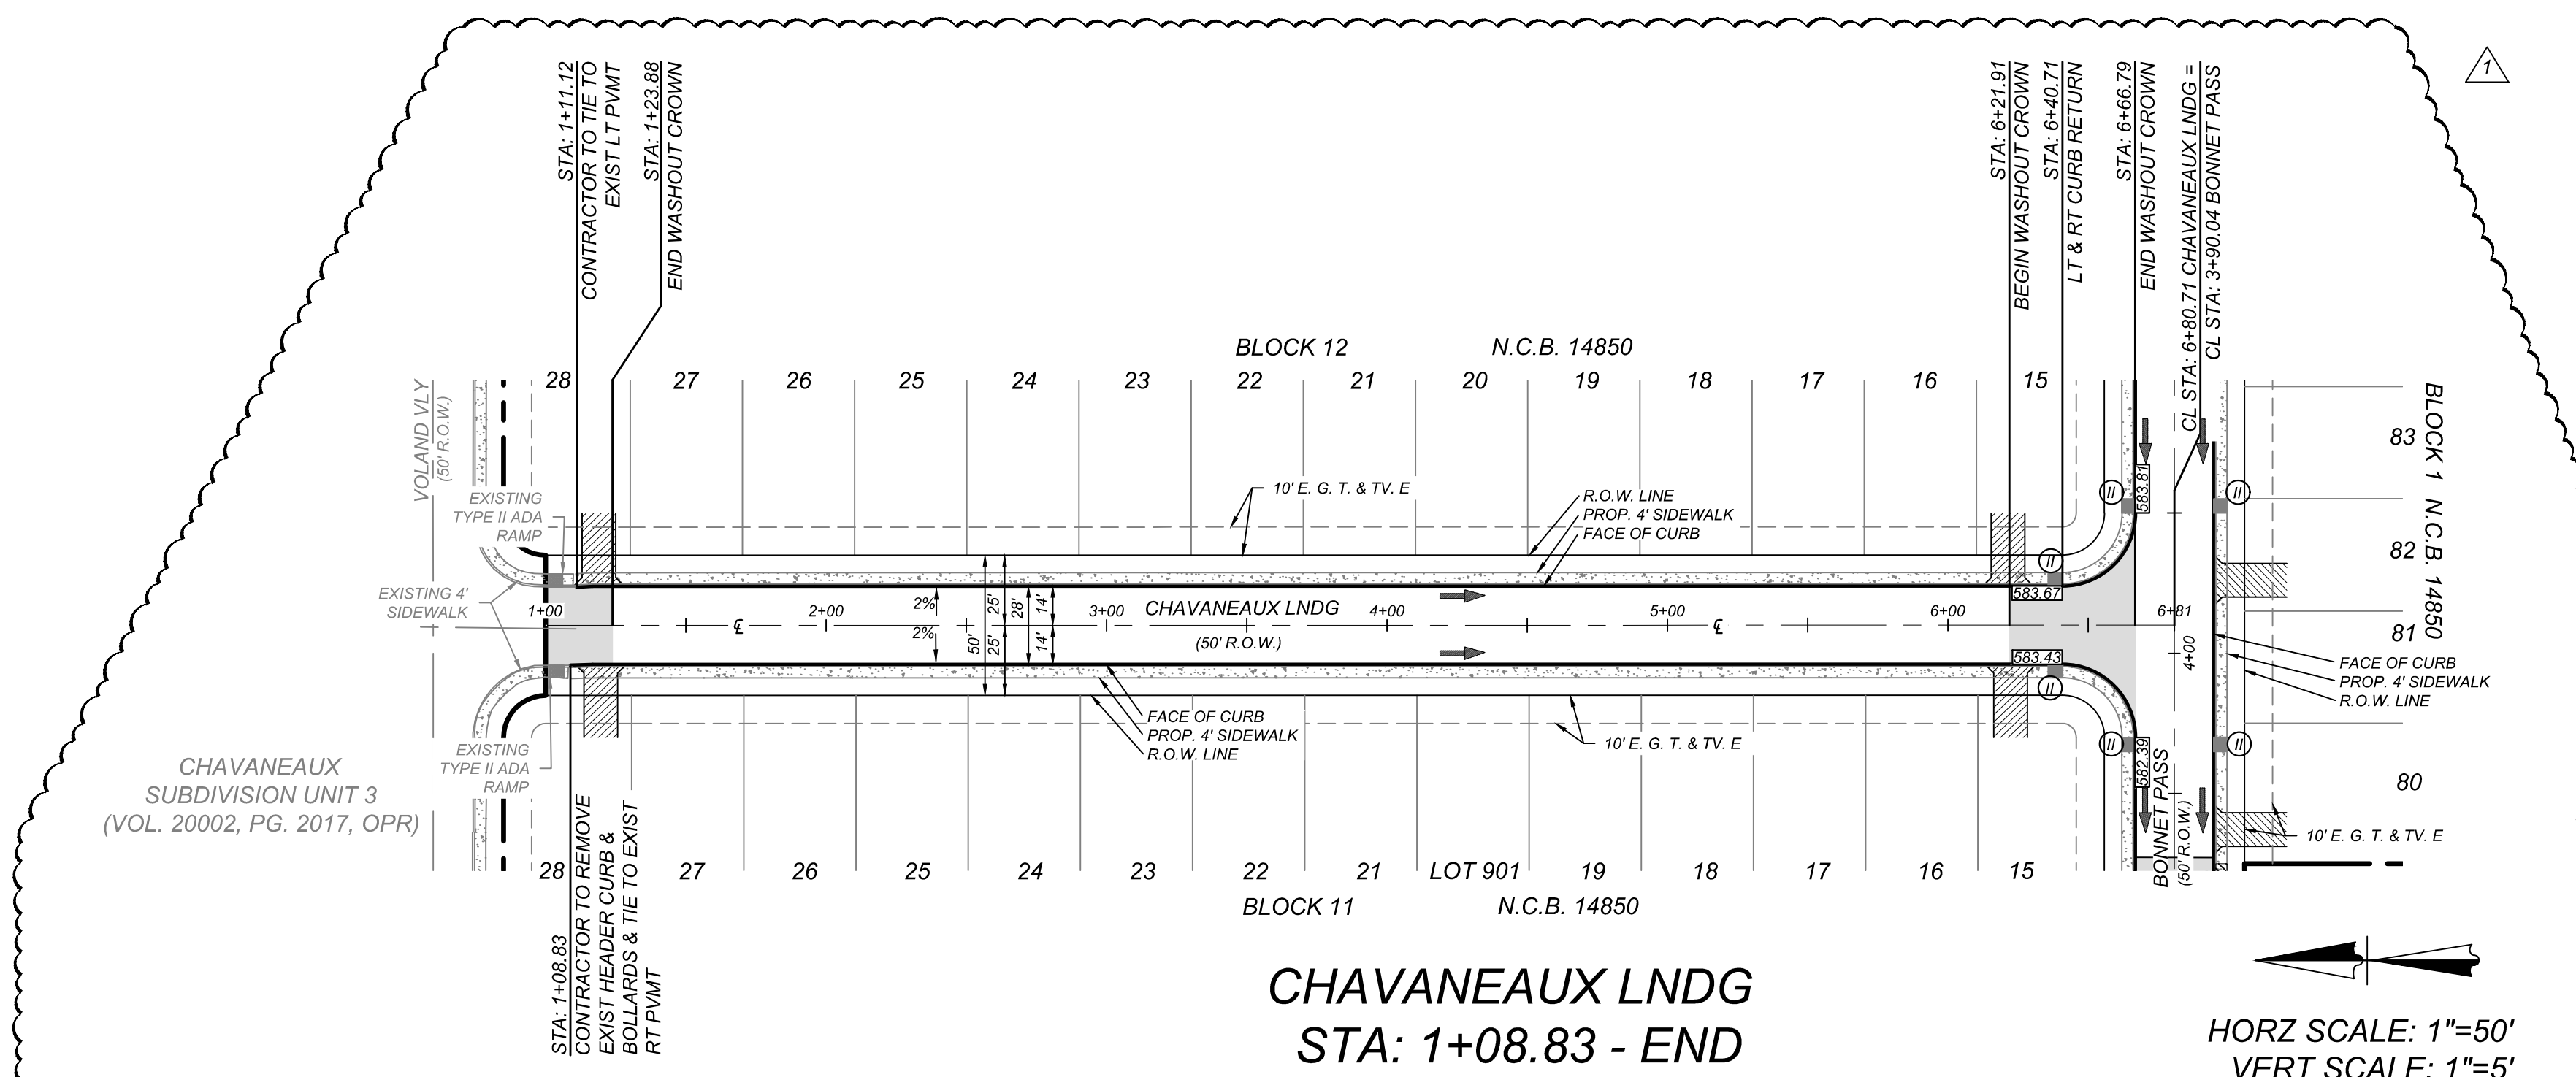 1
STA: 1+11.12
CONTRACTOR TO TIE TO
EXIST LT PVMT
STA: 1+23.88
END WASHOUT CROWN
STA: 6+21.91
BEGIN WASHOUT CROWN
STA: 6+40.71
LT & RT CURB RETURN
STA: 6+66.79
END WASHOUT CROWN
CL STA: 6+80.71 CHAVANEAUX LNDG =
CL STA: 3+90.04 BONNET PASS
BLOCK 12
N.C.B. 14850
28 27 26 25 24 23 22 21 20 19 18 17 16 15
VOLAND VLY
(50' R.O.W.)
EXISTING
TYPE II ADA
RAMP
10' E. G. T. & TV. E
R.O.W. LINE
PROP. 4' SIDEWALK
FACE OF CURB
II
II
II
583.81
583.67
BLOCK 1 N.C.B. 14850
83
82
81
80
EXISTING 4'
SIDEWALK
1+00
2+00
2%
2%
50'
25'
25'
28'
14'
14'
3+00
CHAVANEAUX LNDG
(50' R.O.W.)
4+00
5+00
6+00
6+81
4+00
℄
℄
583.43
II
II
II
582.39
FACE OF CURB
PROP. 4' SIDEWALK
R.O.W. LINE
FACE OF CURB
PROP. 4' SIDEWALK
R.O.W. LINE
10' E. G. T. & TV. E
EXISTING
TYPE II ADA
RAMP
CHAVANEAUX
SUBDIVISION UNIT 3
(VOL. 20002, PG. 2017, OPR)
BONNET PASS
(50' R.O.W.)
10' E. G. T. & TV. E
28 27 26 25 24 23 22 21 LOT 901 19 18 17 16 15
BLOCK 11
N.C.B. 14850
STA: 1+08.83
CONTRACTOR TO REMOVE
EXIST HEADER CURB &
BOLLARDS & TIE TO EXIST
RT PVMT
CHAVANEAUX LNDG
STA: 1+08.83 - END
HORZ SCALE: 1"=50'
VERT SCALE: 1"=5'